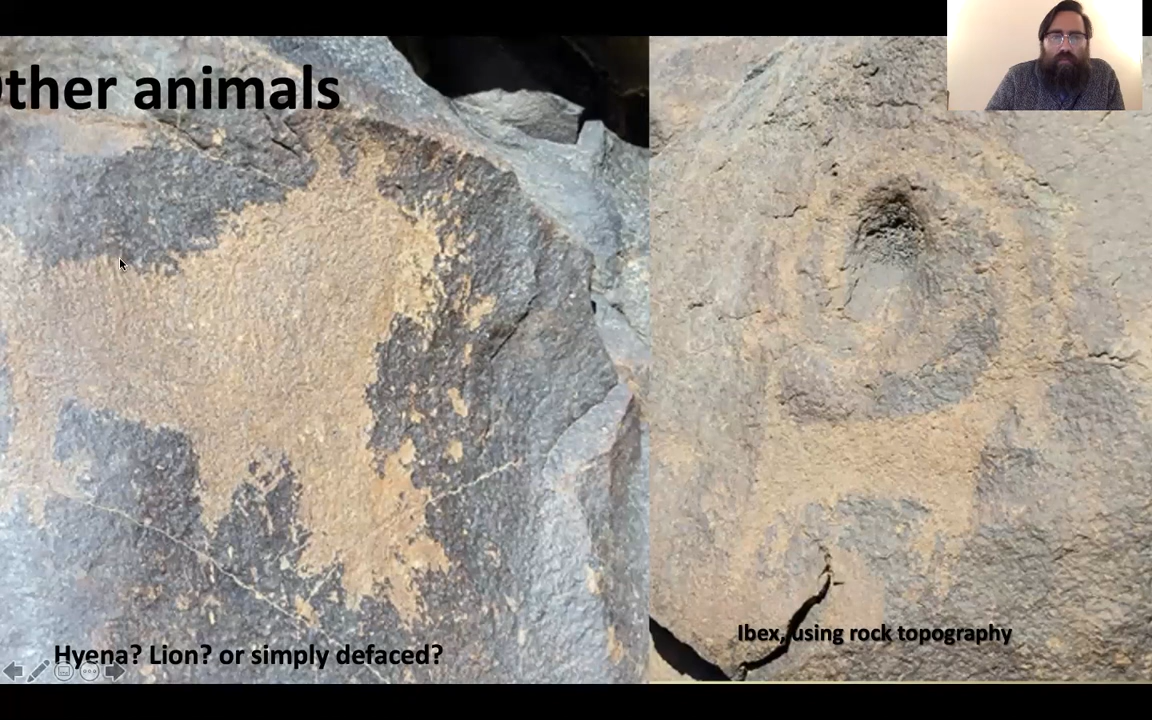 ther animals
Hyena? Lion? or simply defaced?
Ibex, using rock topography